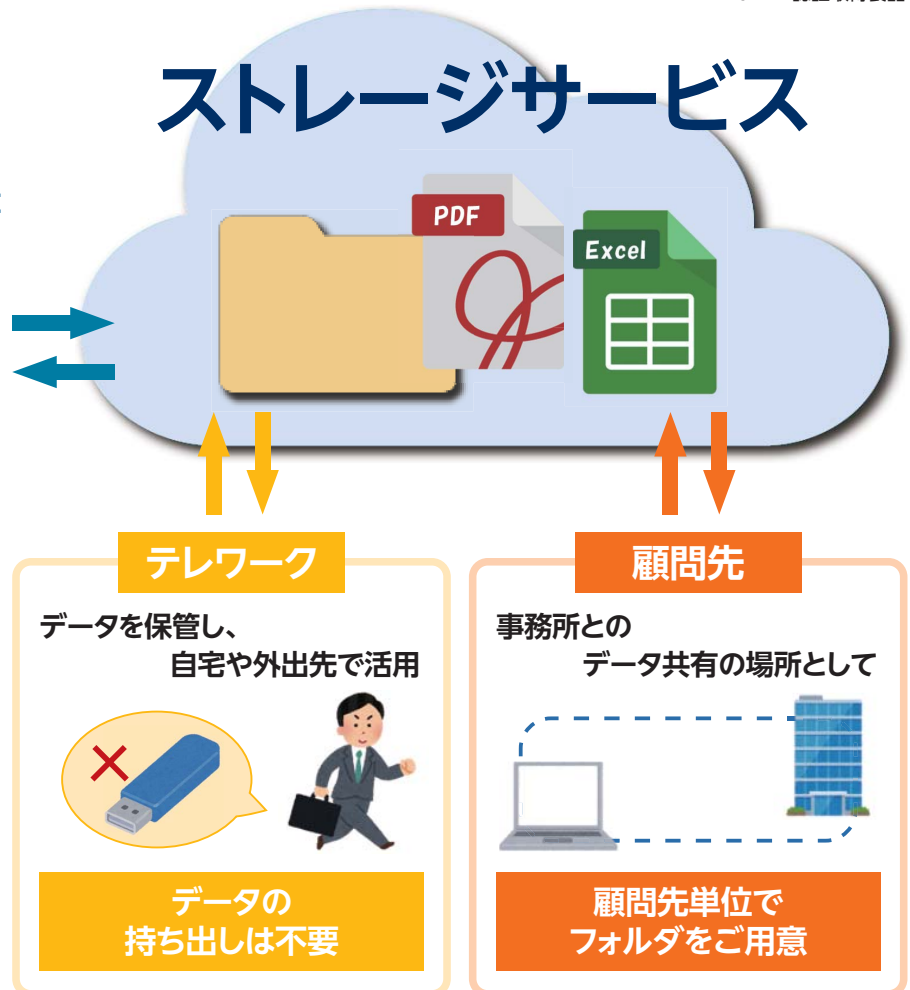 ストレージサービス
PDF
Excel
テレワーク
データを保管し、
自宅や外出先で活用
データの
持ち出しは不要
顧問先
事務所との
データ共有の場所として
顧問先単位で
フォルダをご用意